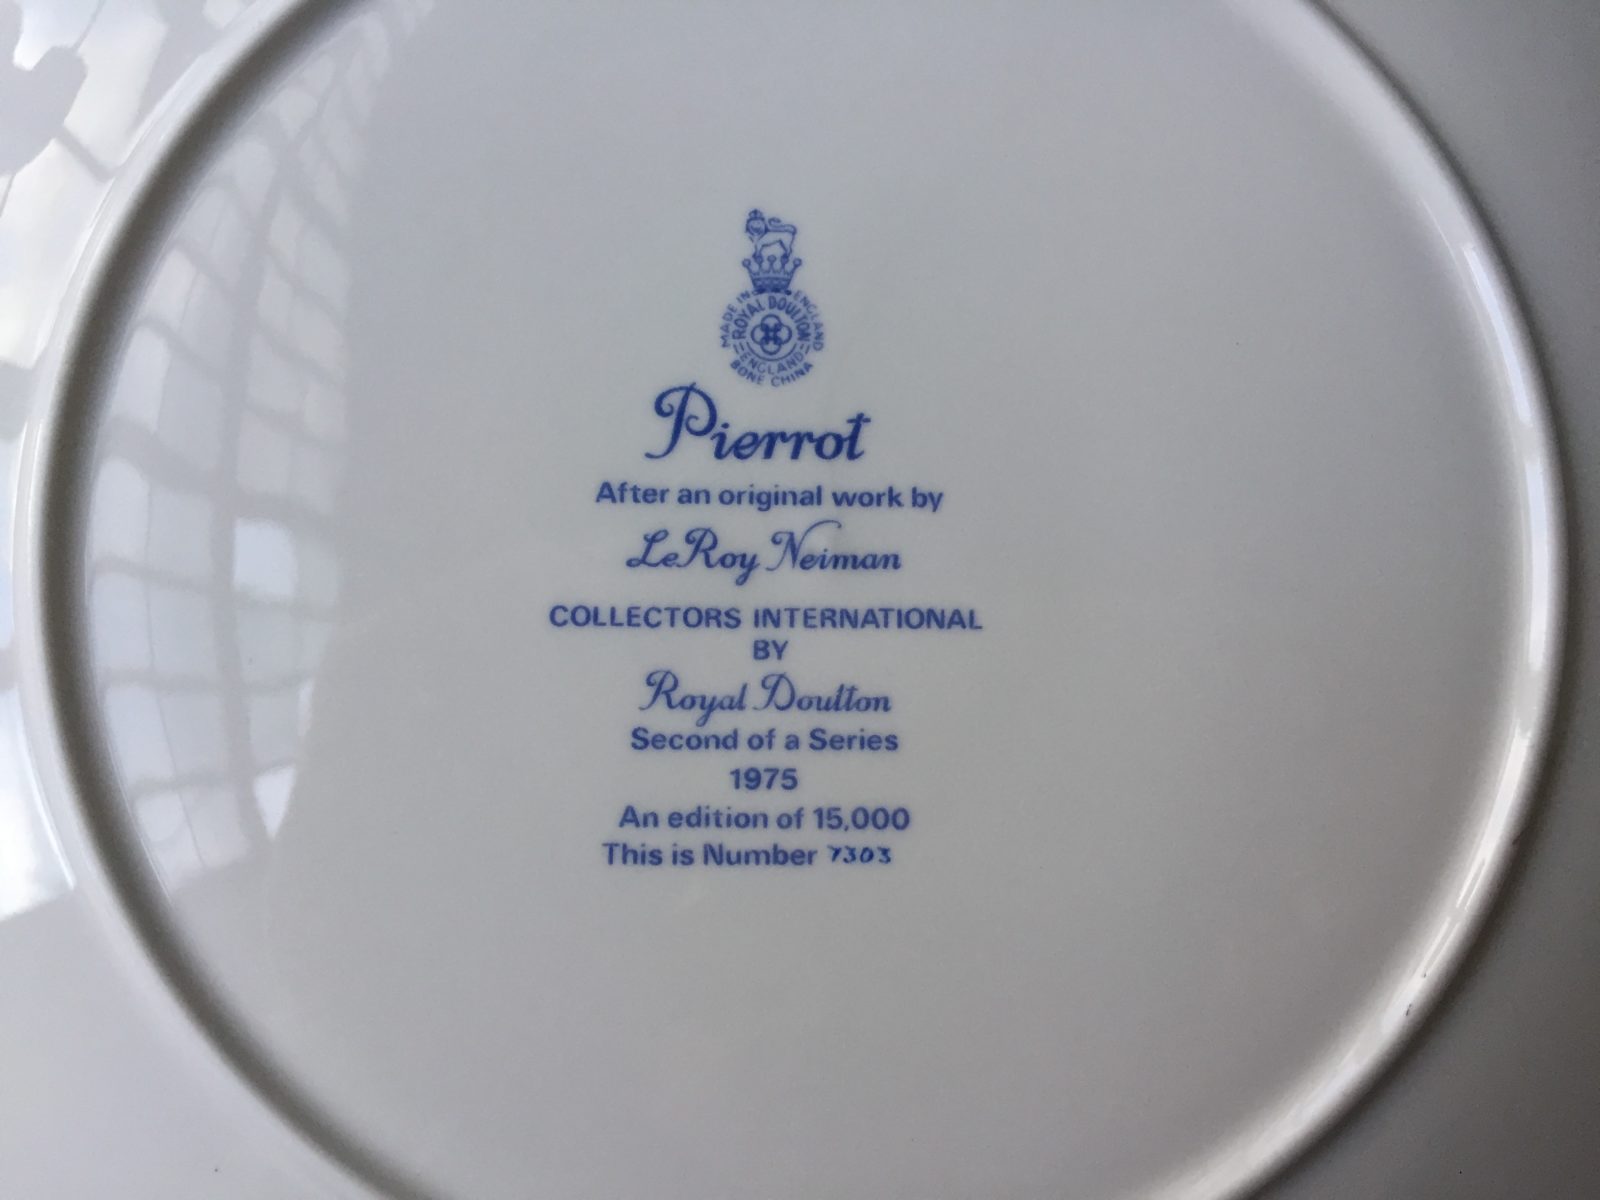 MADE IN ENGLAND
ROYAL DOULTON
ENGLAND
BONE CHINA
Pierrot
After an original work by
LeRoy Neiman
COLLECTORS INTERNATIONAL
BY
Royal Doulton
Second of a Series
1975
An edition of 15,000
This is Number 7303